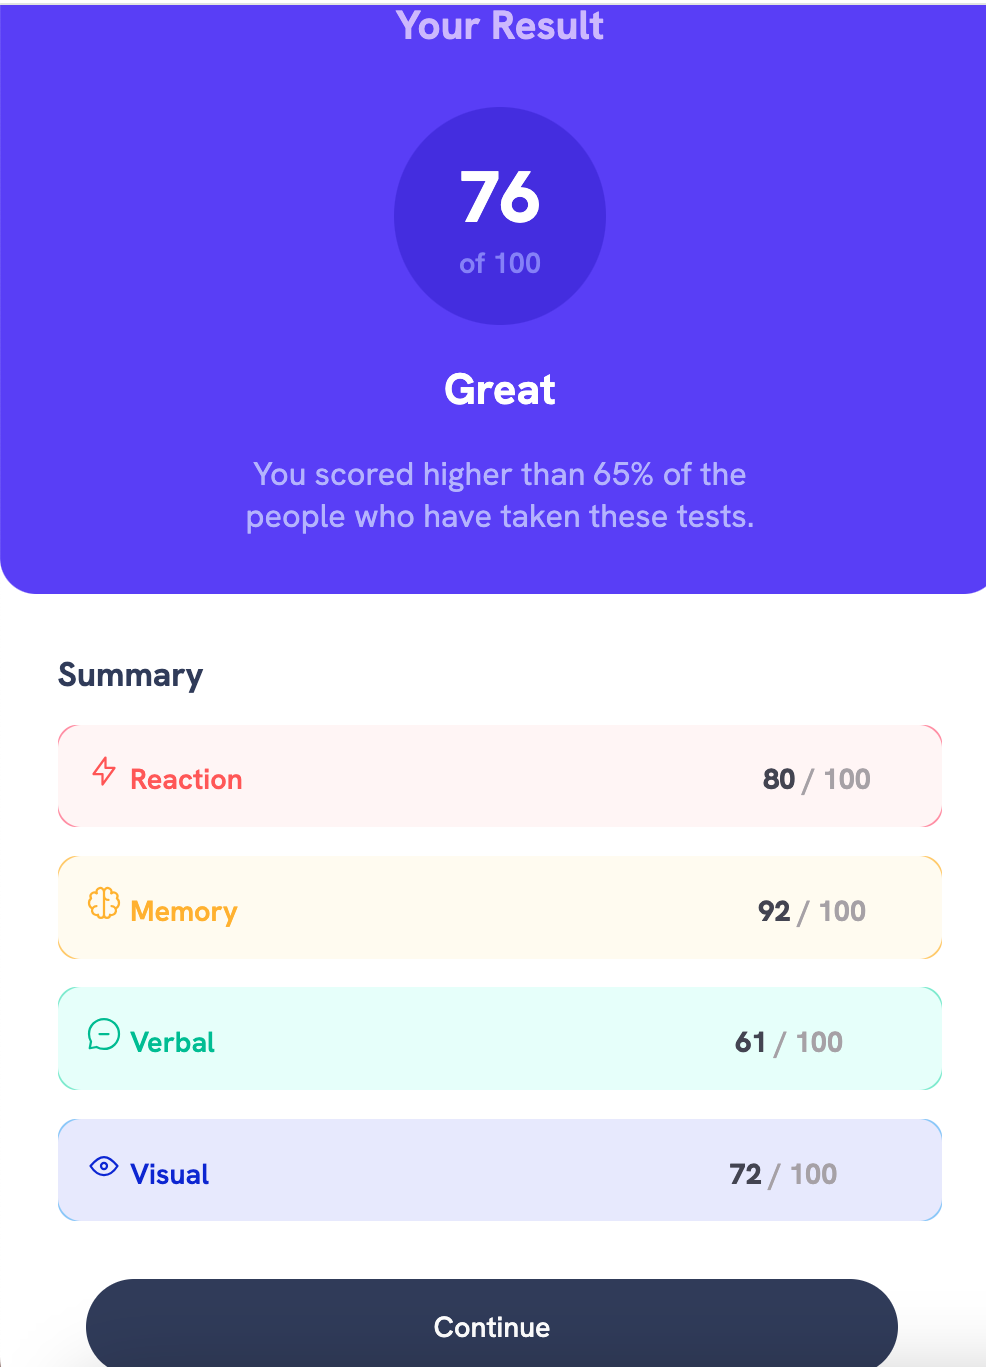 Your Result
76
of 100
Great
You scored higher than 65% of the
people who have taken these tests.
Summary
Reaction 80 / 100
Memory 92 / 100
Verbal 61 / 100
Visual 72 / 100
Continue